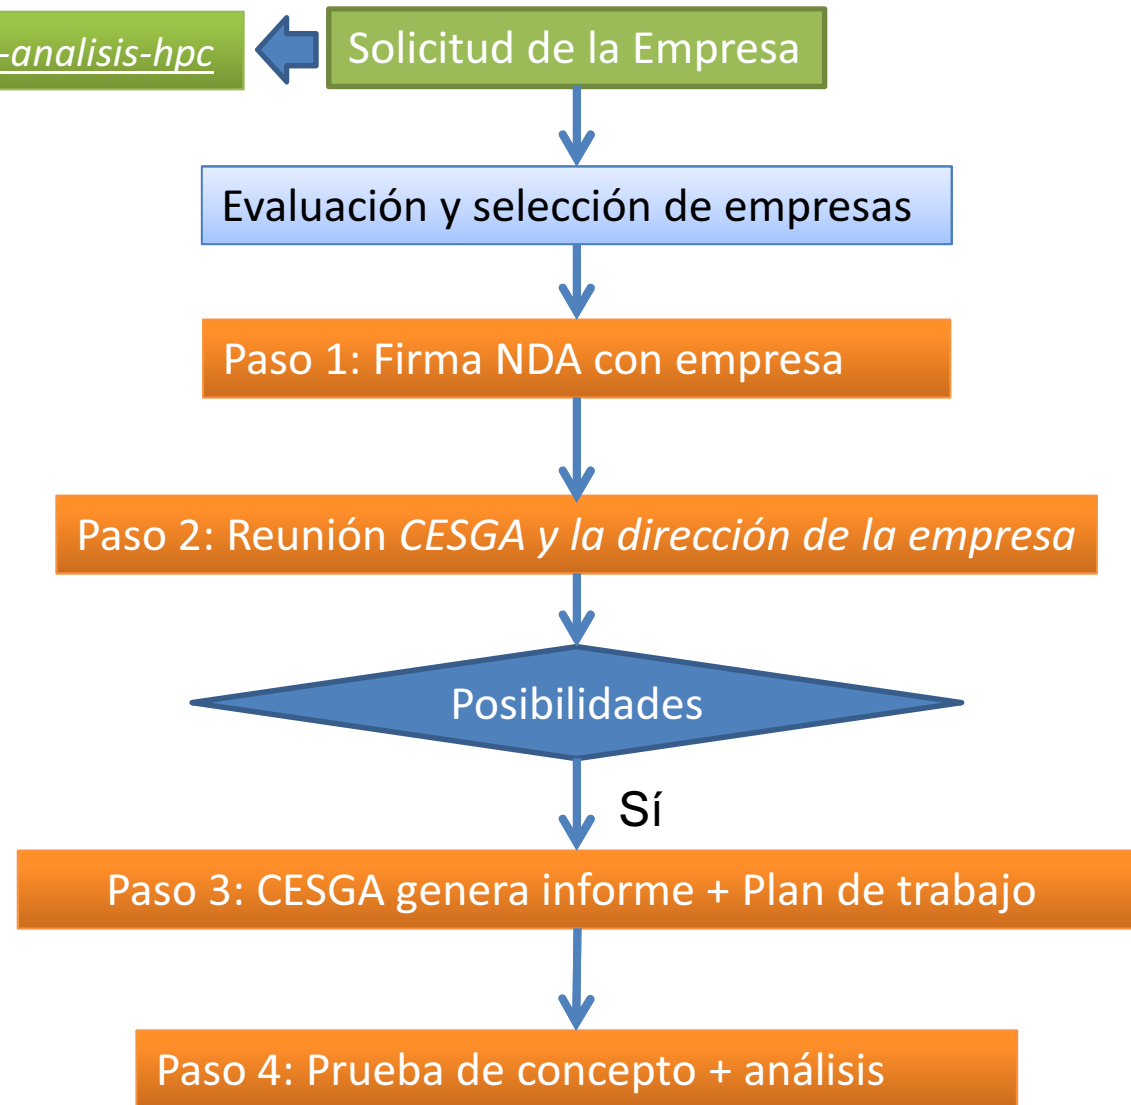 -analisis-hpc
Solicitud de la Empresa
Evaluación y selección de empresas
Paso 1: Firma NDA con empresa
Paso 2: Reunión CESGA y la dirección de la empresa
Posibilidades
Sí
Paso 3: CESGA genera informe + Plan de trabajo
Paso 4: Prueba de concepto + análisis